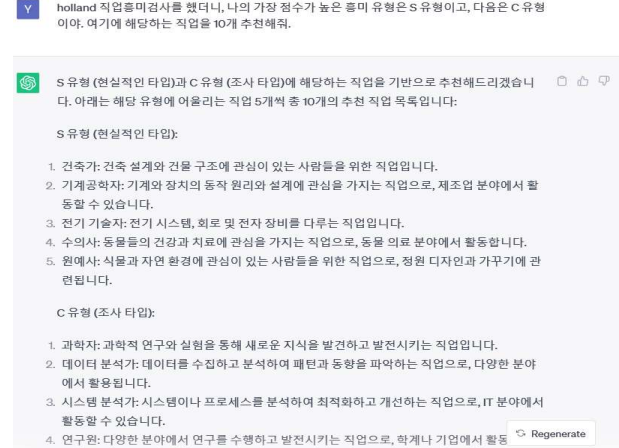 Y
holland 직업흥미검사를 했더니, 나의 가장 점수가 높은 흥미 유형은 S 유형이고, 다음은 C 유형
이야. 여기에 해당하는 직업을 10개 추천해줘.
S 유형 (현실적인 타입)과 C 유형 (조사 타입)에 해당하는 직업을 기반으로 추천해드리겠습니
다. 아래는 해당 유형에 어울리는 직업 5개씩 총 10개의 추천 직업 목록입니다:
S 유형 (현실적인 타입):
1. 건축가: 건축 설계와 건물 구조에 관심이 있는 사람들을 위한 직업입니다.
2. 기계공학자: 기계와 장치의 동작 원리와 설계에 관심을 가지는 직업으로, 제조업 분야에서 활
동할 수 있습니다.
3. 전기 기술자: 전기 시스템, 회로 및 전자 장비를 다루는 직업입니다.
4. 수의사: 동물들의 건강과 치료에 관심을 가지는 직업으로, 동물 의료 분야에서 활동합니다.
5. 원예사: 식물과 자연 환경에 관심이 있는 사람들을 위한 직업으로, 정원 디자인과 가꾸기에 관
련됩니다.
C 유형 (조사 타입):
1. 과학자: 과학적 연구와 실험을 통해 새로운 지식을 발견하고 발전시키는 직업입니다.
2. 데이터 분석가: 데이터를 수집하고 분석하여 패턴과 동향을 파악하는 직업으로, 다양한 분야
에서 활용됩니다.
3. 시스템 분석가: 시스템이나 프로세스를 분석하여 최적화하고 개선하는 직업으로, IT 분야에서
활동할 수 있습니다.
4. 연구원: 다양한 분야에서 연구를 수행하고 발전시키는 직업으로, 학계나 기업에서 활동
Regenerate